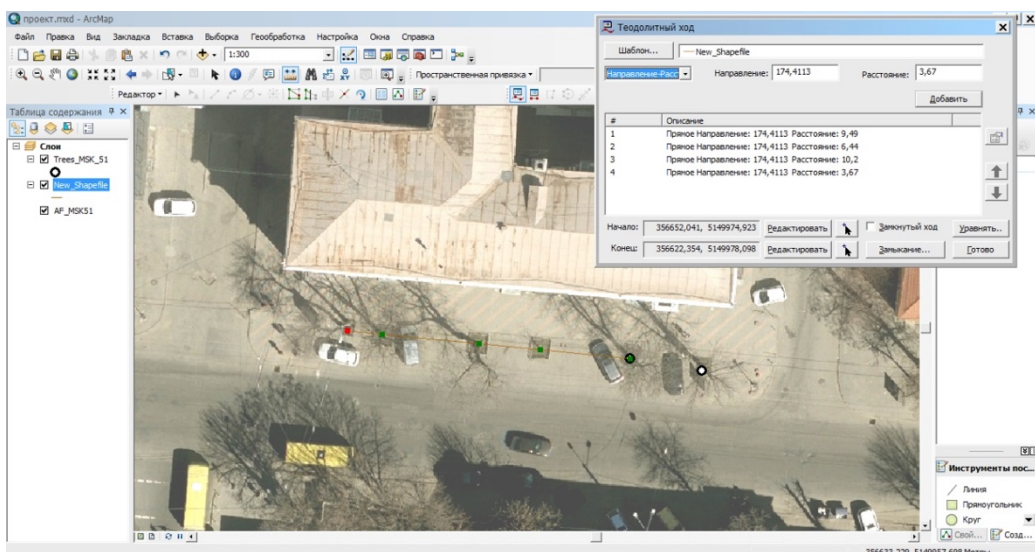 проект.mxd - ArcMap
Файл Правка Вид Закладка Вставка Выборка Геообработка Настройка Окна Справка
1:300
Пространственная привязка
Редактор
Таблица содержания
Слои
Trees_MSK_51
New_Shapefile
AF_MSK51
Теодолитный ход
Шаблон...
New_Shapefile
Направление-Расст
Направление: 174,4113
Расстояние: 3,67
Добавить
# Описание
1 Прямое Направление: 174,4113 Расстояние: 9,49
2 Прямое Направление: 174,4113 Расстояние: 6,44
3 Прямое Направление: 174,4113 Расстояние: 10,2
4 Прямое Направление: 174,4113 Расстояние: 3,67
Начало: 356652,041, 5149974,923 Редактировать Замкнутый ход Уравнять..
Конец: 356622,354, 5149978,098 Редактировать Замыкание... Готово
Инструменты пос...
Линия
Прямоугольник
Круг
Свой... Созд...